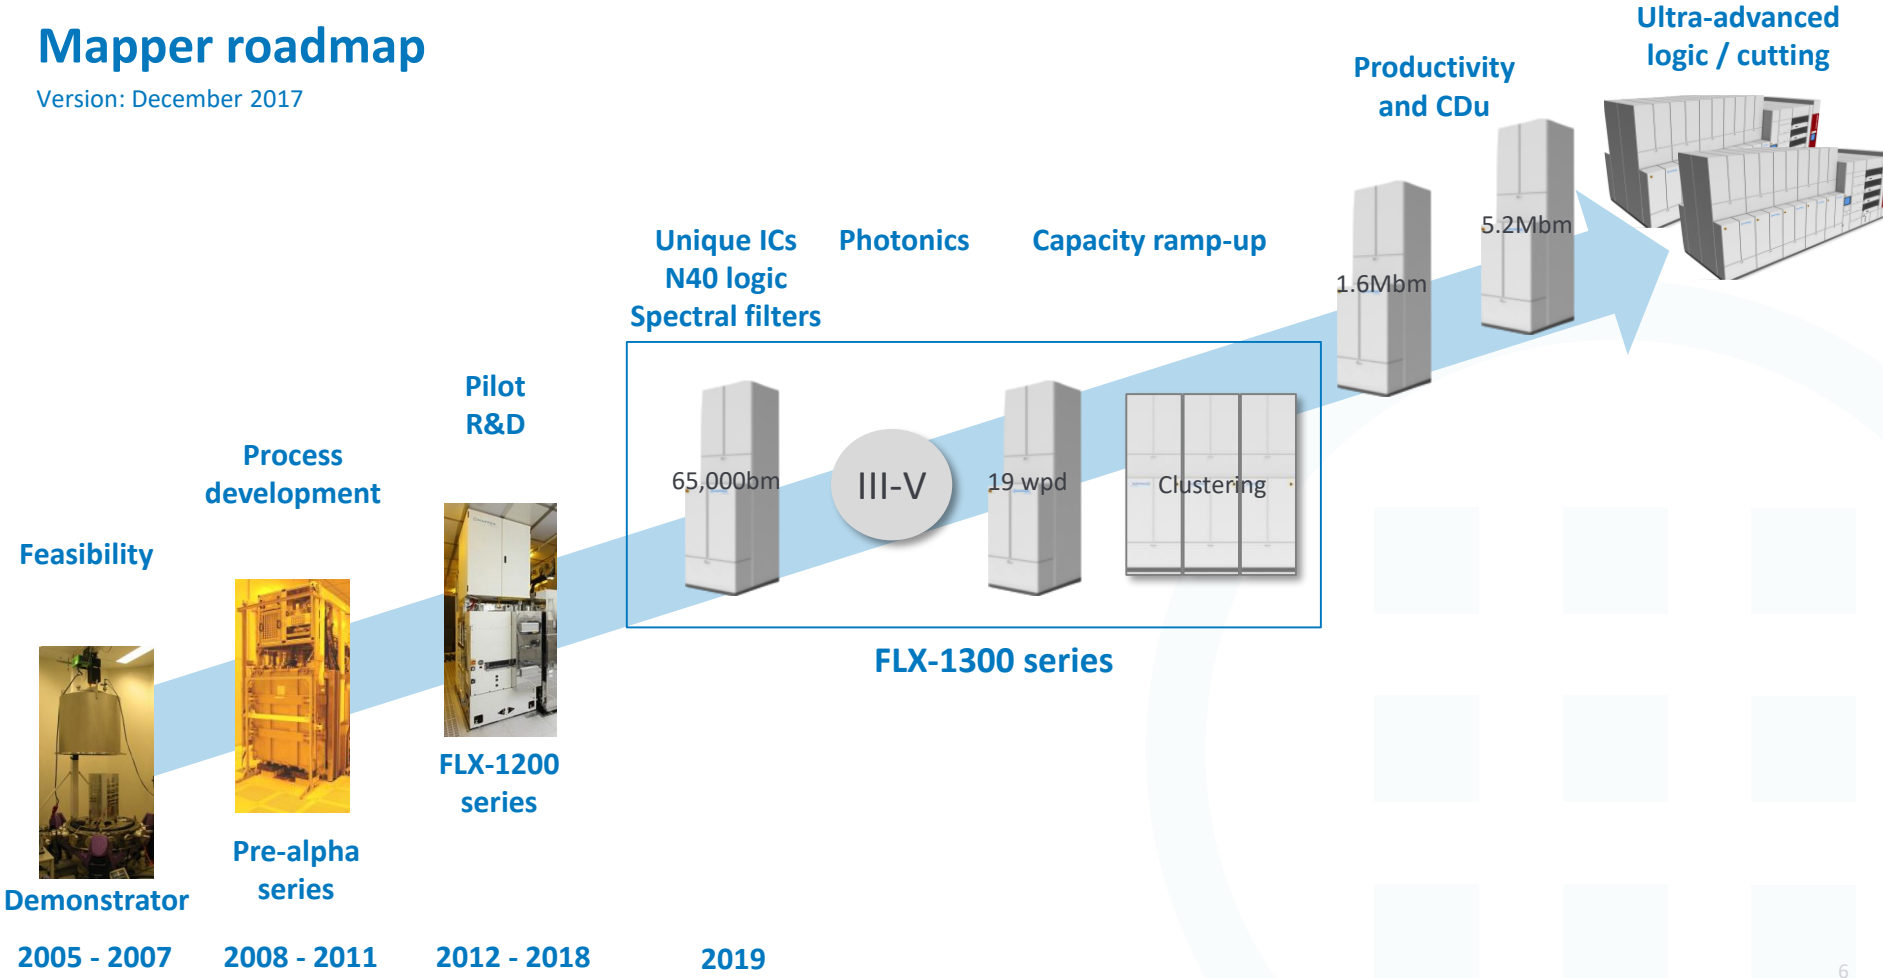 Mapper roadmap
Version: December 2017
Feasibility
Demonstrator
2005 - 2007
Process
development
Pre-alpha
series
2008 - 2011
Pilot
R&D
FLX-1200
series
2012 - 2018
Unique ICs
N40 logic
Spectral filters
65,000bm
2019
Photonics
III-V
Capacity ramp-up
19 wpd
Clustering
FLX-1300 series
1.6Mbm
Productivity
and CDu
5.2Mbm
Ultra-advanced
logic / cutting
6